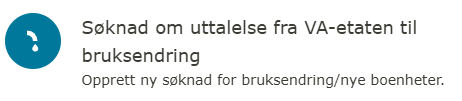 Søknad om uttalelse fra VA-etaten til
bruksendring
Opprett ny søknad for bruksendring/nye boenheter.